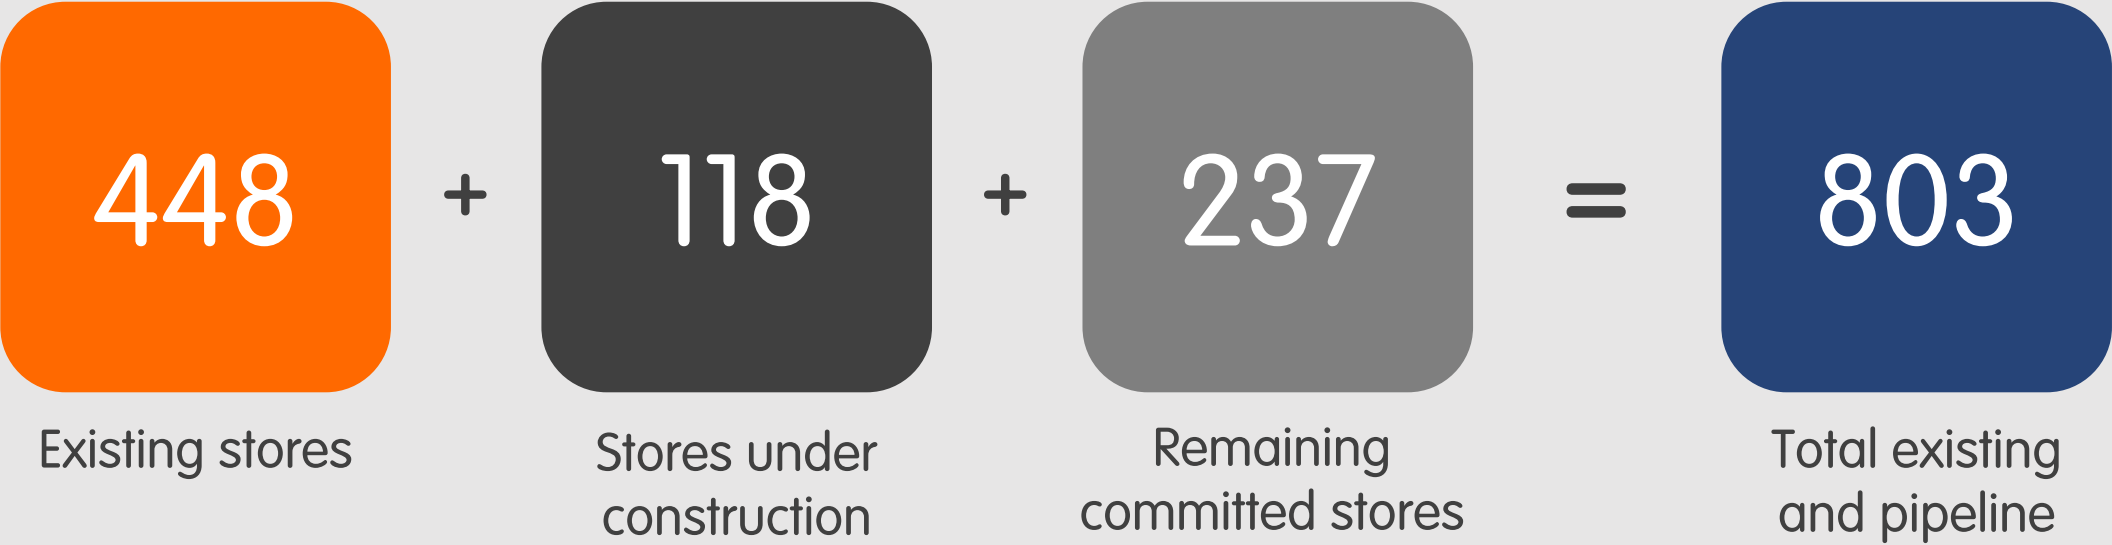 448 + 118 + 237 = 803
Existing stores
Stores under
construction
Remaining
committed stores
Total existing
and pipeline